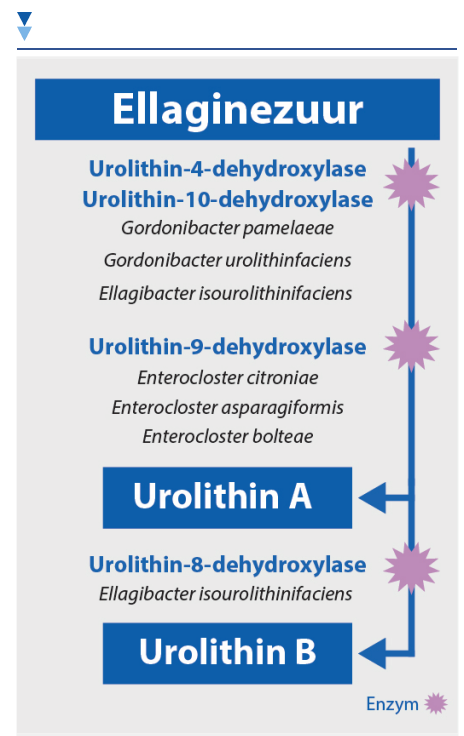 Ellaginezuur
Urolithin-4-dehydroxylase
Urolithin-10-dehydroxylase
Gordonibacter pamelaeae
Gordonibacter urolithinfaciens
Ellagibacter isourolithinifaciens
Urolithin-9-dehydroxylase
Enterocloster citroniae
Enterocloster asparagiformis
Enterocloster bolteae
Urolithin A
Urolithin-8-dehydroxylase
Ellagibacter isourolithinifaciens
Urolithin B
Enzym